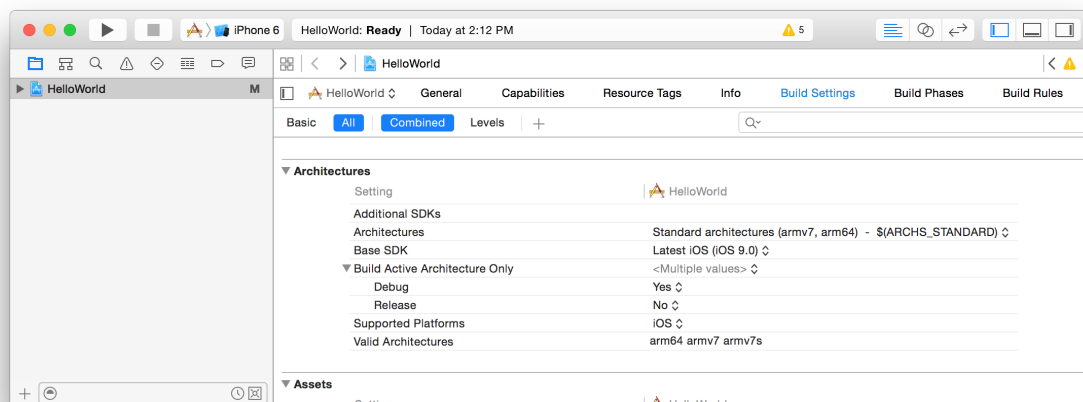 iPhone 6 HelloWorld: Ready | Today at 2:12 PM 5
HelloWorld
HelloWorld M
HelloWorld General Capabilities Resource Tags Info Build Settings Build Phases Build Rules
Basic All Combined Levels
Architectures
Setting HelloWorld
Additional SDKs
Architectures Standard architectures (armv7, arm64) - $(ARCHS_STANDARD)
Base SDK Latest iOS (iOS 9.0)
Build Active Architecture Only <Multiple values>
Debug Yes
Release No
Supported Platforms iOS
Valid Architectures arm64 armv7 armv7s
Assets